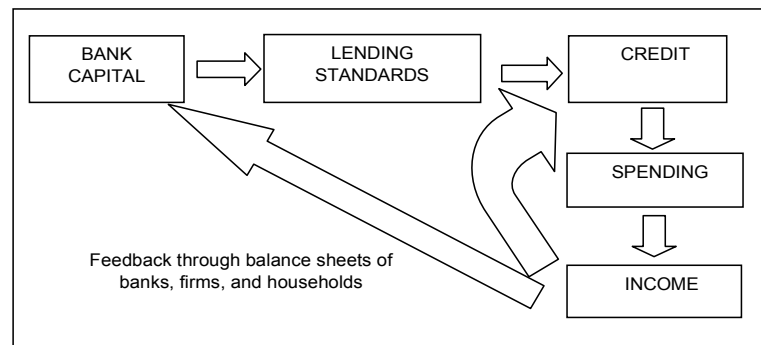 BANK
CAPITAL
LENDING
STANDARDS
CREDIT
SPENDING
Feedback through balance sheets of
banks, firms, and households
INCOME